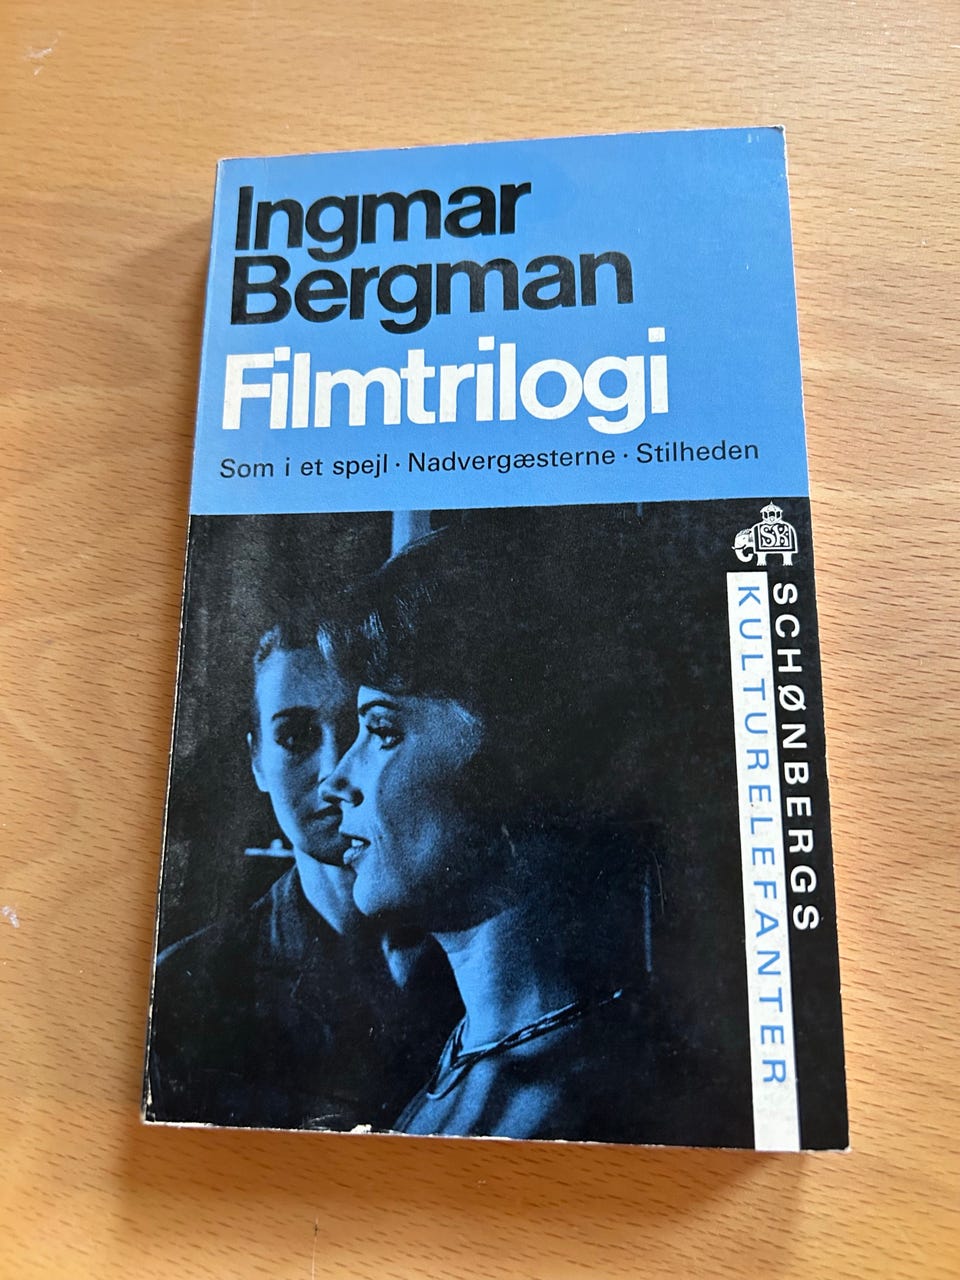 Ingmar
Bergman
Filmtrilogi
Som i et spejl · Nadvergæsterne · Stilheden
SK
SCHØNBERGS
KULTURELEFANTER